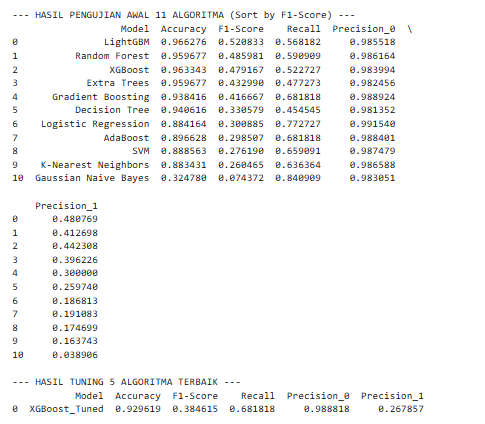 --- HASIL PENGUJIAN AWAL 11 ALGORITMA (Sort by F1-Score) ---
Model Accuracy F1-Score Recall Precision_0 \
0 LightGBM 0.966276 0.520833 0.568182 0.985518
1 Random Forest 0.959677 0.485981 0.590909 0.986164
2 XGBoost 0.963343 0.479167 0.522727 0.983994
3 Extra Trees 0.959677 0.432990 0.477273 0.982456
4 Gradient Boosting 0.938416 0.416667 0.681818 0.988924
5 Decision Tree 0.940616 0.330579 0.454545 0.981352
6 Logistic Regression 0.884164 0.300885 0.772727 0.991540
7 AdaBoost 0.896628 0.298507 0.681818 0.988401
8 SVM 0.888563 0.276190 0.659091 0.987479
9 K-Nearest Neighbors 0.883431 0.260465 0.636364 0.986588
10 Gaussian Naive Bayes 0.324780 0.074372 0.840909 0.983051
Precision_1
0 0.480769
1 0.412698
2 0.442308
3 0.396226
4 0.300000
5 0.259740
6 0.186813
7 0.191083
8 0.174699
9 0.163743
10 0.038906
--- HASIL TUNING 5 ALGORITMA TERBAIK ---
Model Accuracy F1-Score Recall Precision_0 Precision_1
0 XGBoost_Tuned 0.929619 0.384615 0.681818 0.988818 0.267857